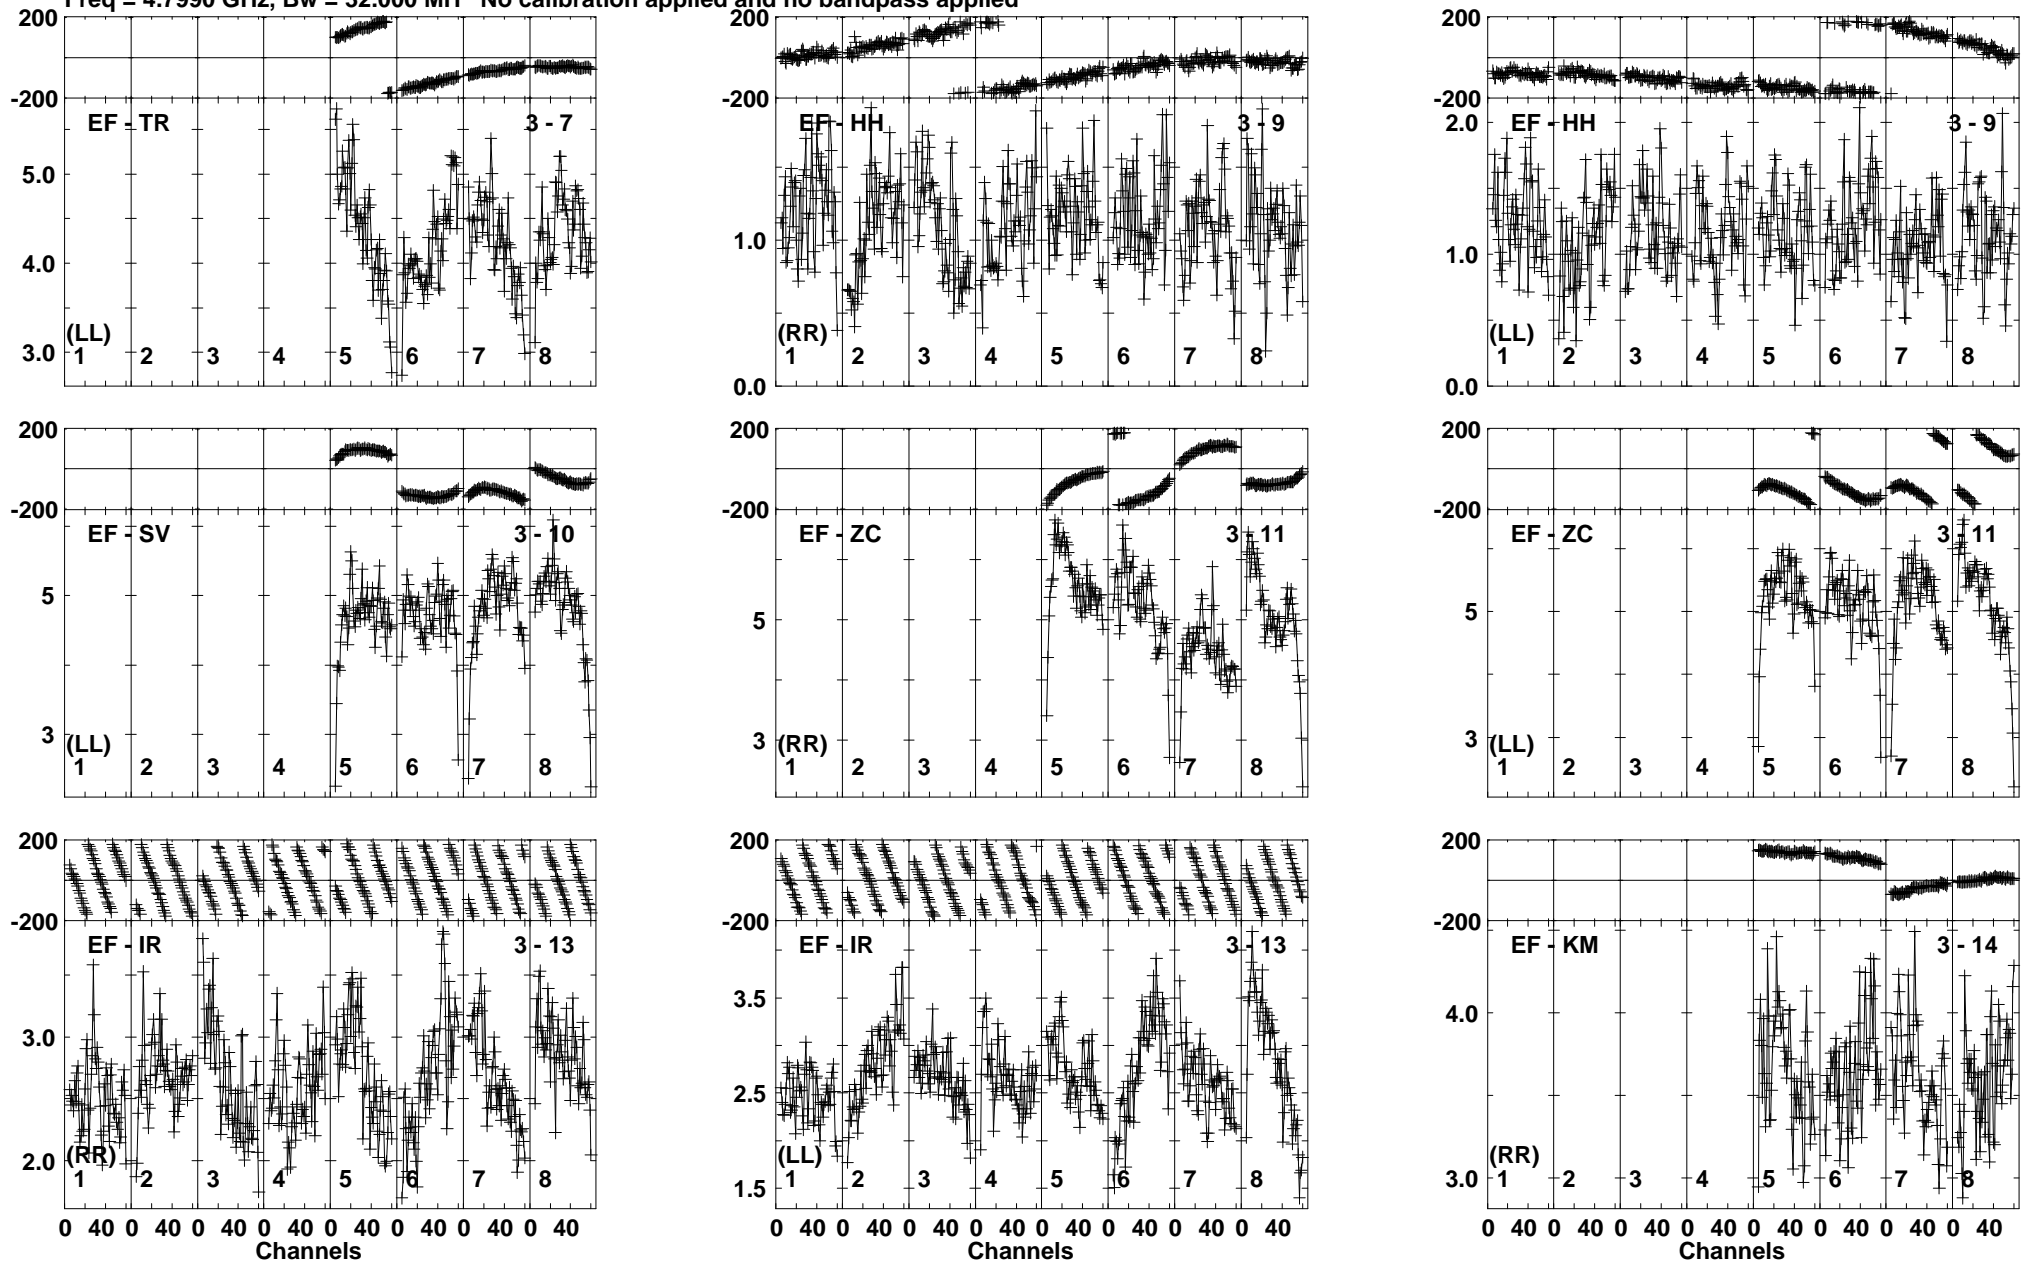 Freq = 4.7990 GHz, Bw = 32.000 MH No calibration applied and no bandpass applied
200 200 200
-200 -200 -200
EF - TR 3 - 7 EF - HH 3 - 9 2.0 EF - HH 3 - 9
5.0
4.0 1.0 1.0
(LL) (RR) (LL)
3.0 1 2 3 4 5 6 7 8 1 2 3 4 5 6 7 8 1 2 3 4 5 6 7 8
0.0 0.0
200 200 200
-200 -200 -200
EF - SV 3 - 10 EF - ZC 3 - 11 EF - ZC 3 - 11
5 5 5
3 (LL) 3 (RR) 3 (LL)
1 2 3 4 5 6 7 8 1 2 3 4 5 6 7 8 1 2 3 4 5 6 7 8
200 200 200
-200 -200 -200
EF - IR 3 - 13 EF - IR 3 - 13 EF - KM 3 - 14
3.0 3.5 4.0
2.5
2.0 (RR) (LL) (RR)
1 2 3 4 5 6 7 8 1.5 1 2 3 4 5 6 7 8 3.0 1 2 3 4 5 6 7 8
0 40 0 40 0 40 0 40 0 40 0 40 0 40 0 40 0 40 0 40 0 40 0 40 0 40 0 40 0 40 0 40 0 40 0 40 0 40 0 40 0 40 0 40 0 40 0 40
Channels Channels Channels